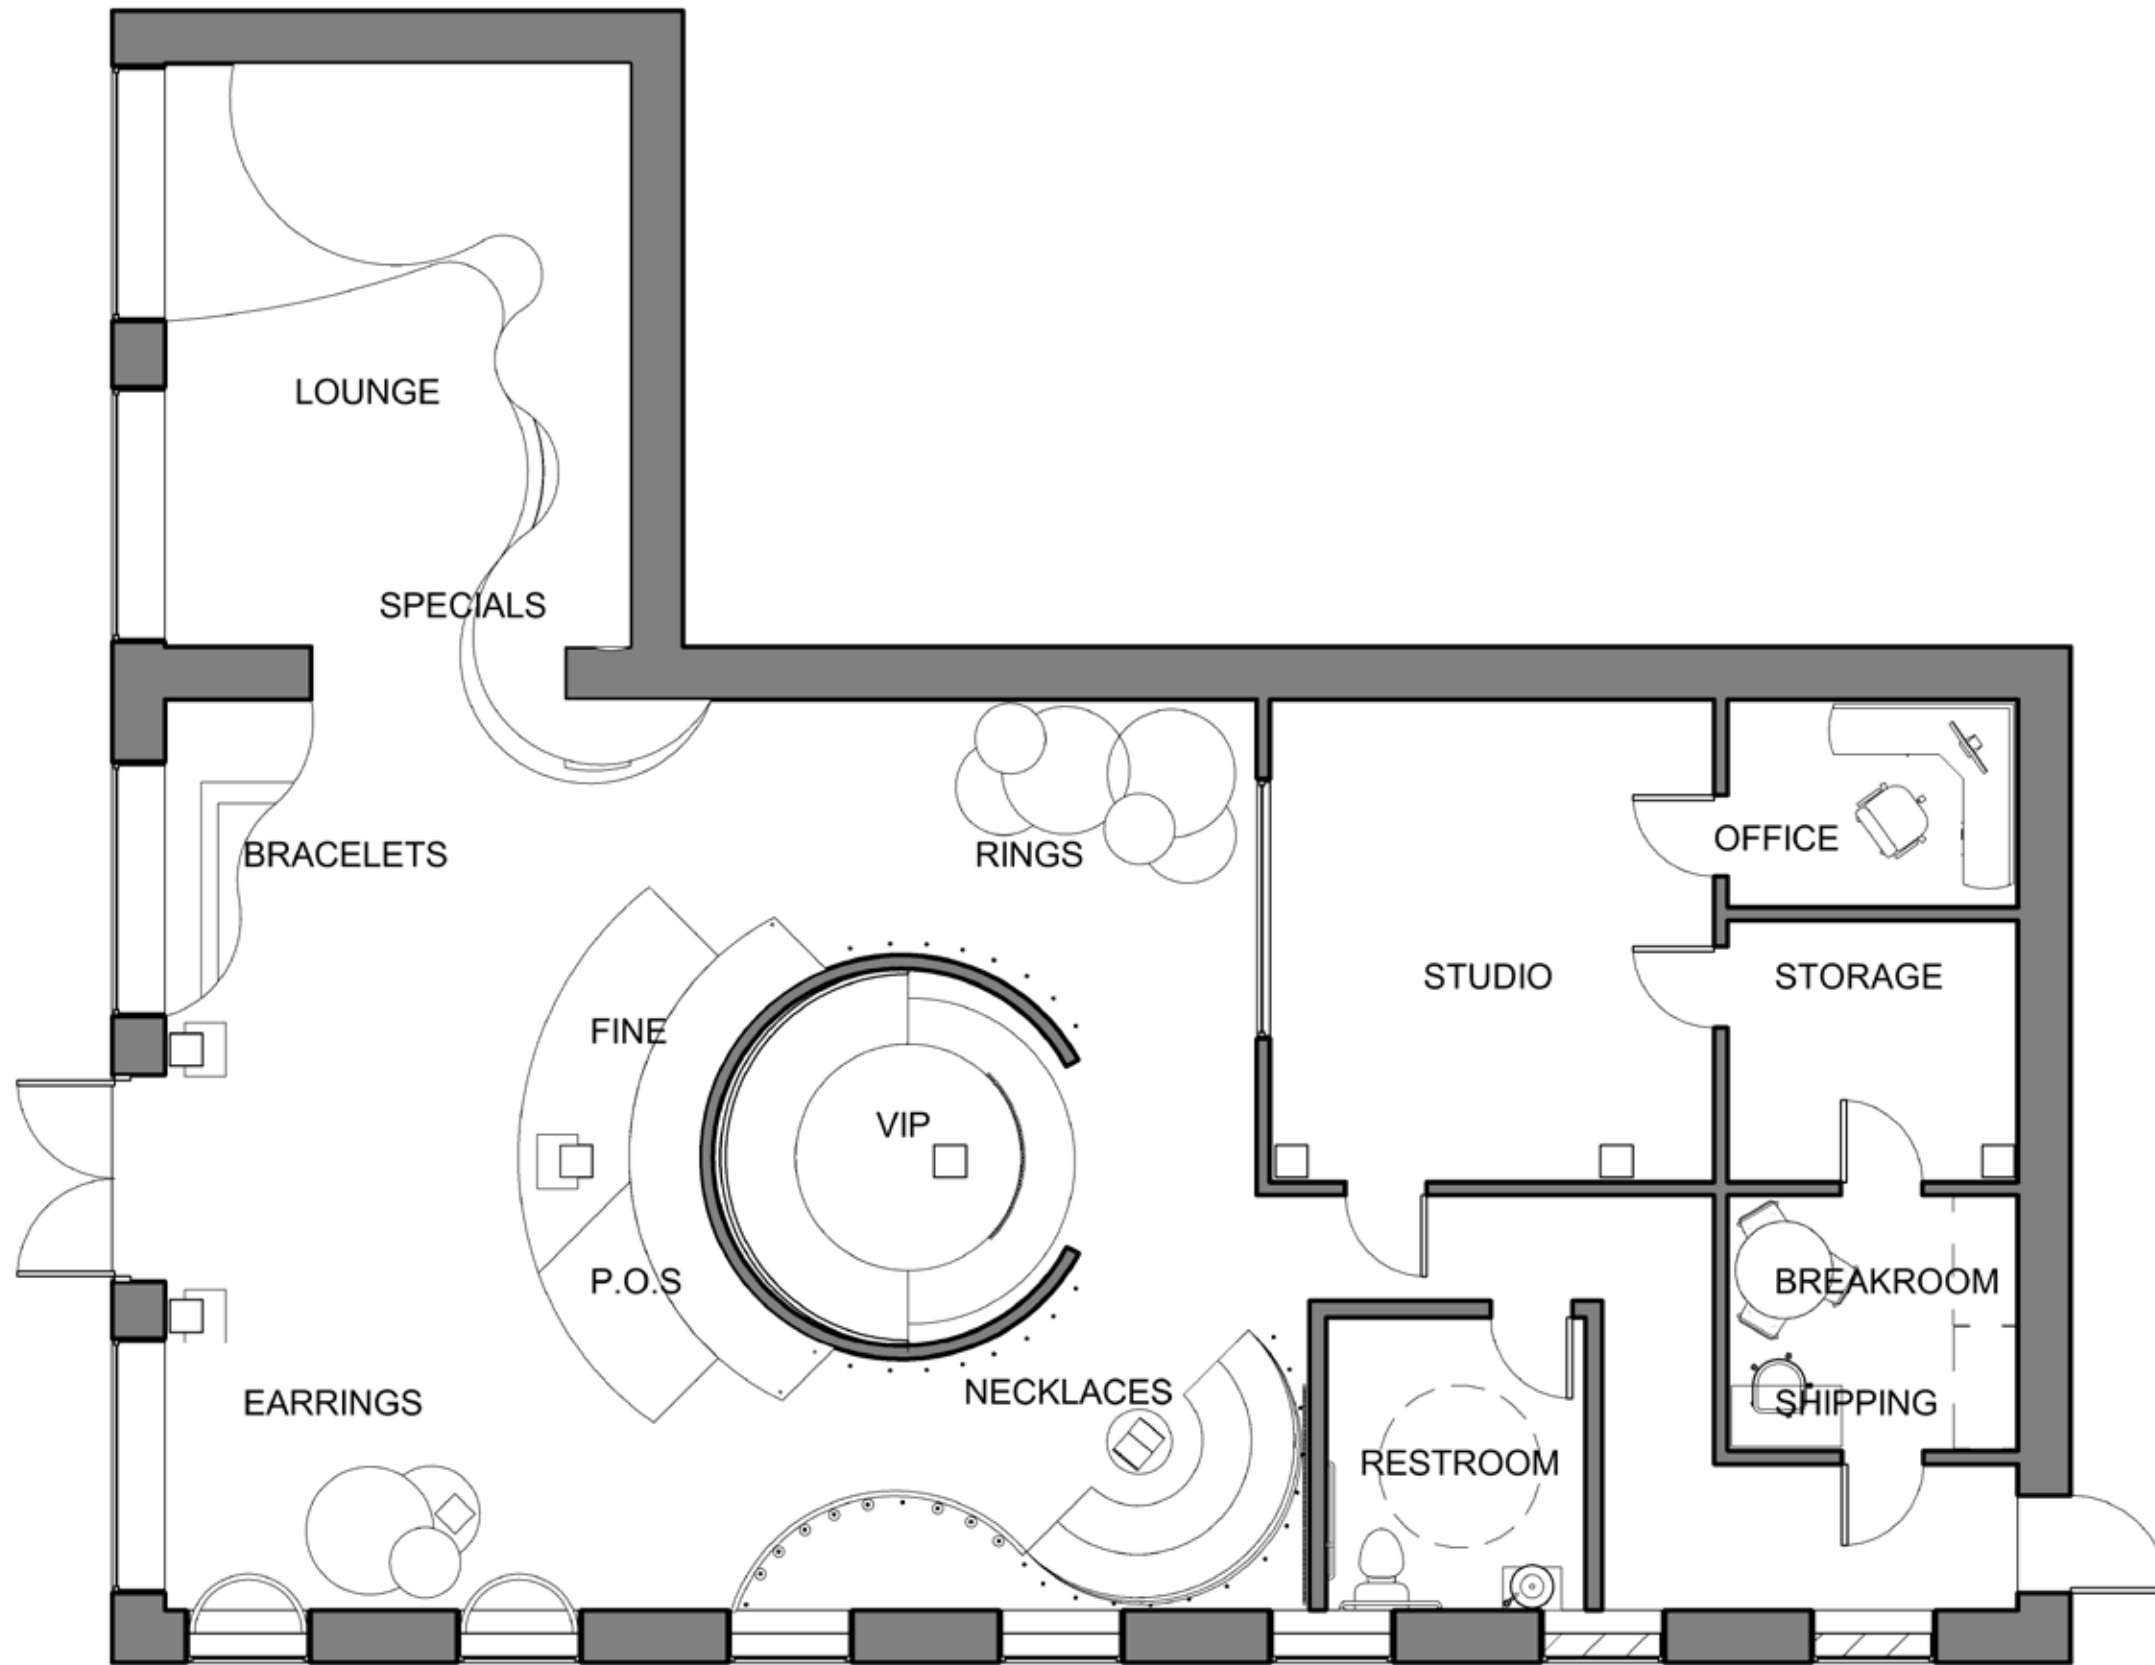 LOUNGE
SPECIALS
BRACELETS
RINGS
OFFICE
STUDIO
STORAGE
FINE
VIP
P.O.S
BREAKROOM
NECKLACES
EARRINGS
SHIPPING
RESTROOM